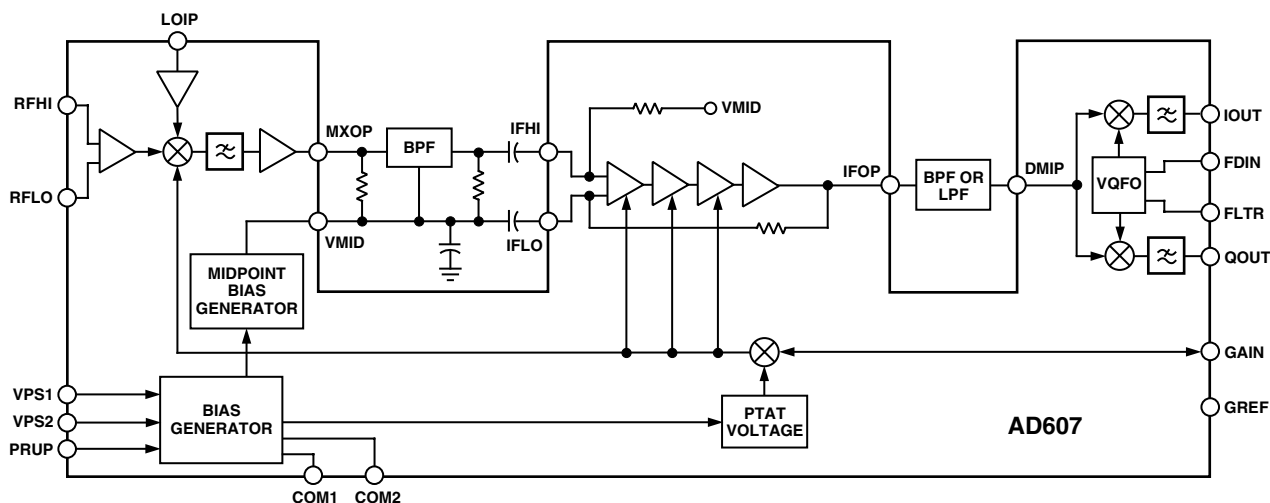 LOIP
RFHI
RFLO
MXOP
BPF
IFHI
VMID
VMID
IFLO
MIDPOINT
BIAS
GENERATOR
IFOP
BPF OR
LPF
DMIP
VQFO
IOUT
FDIN
FLTR
QOUT
GAIN
GREF
VPS1
VPS2
PRUP
BIAS
GENERATOR
PTAT
VOLTAGE
AD607
COM1
COM2